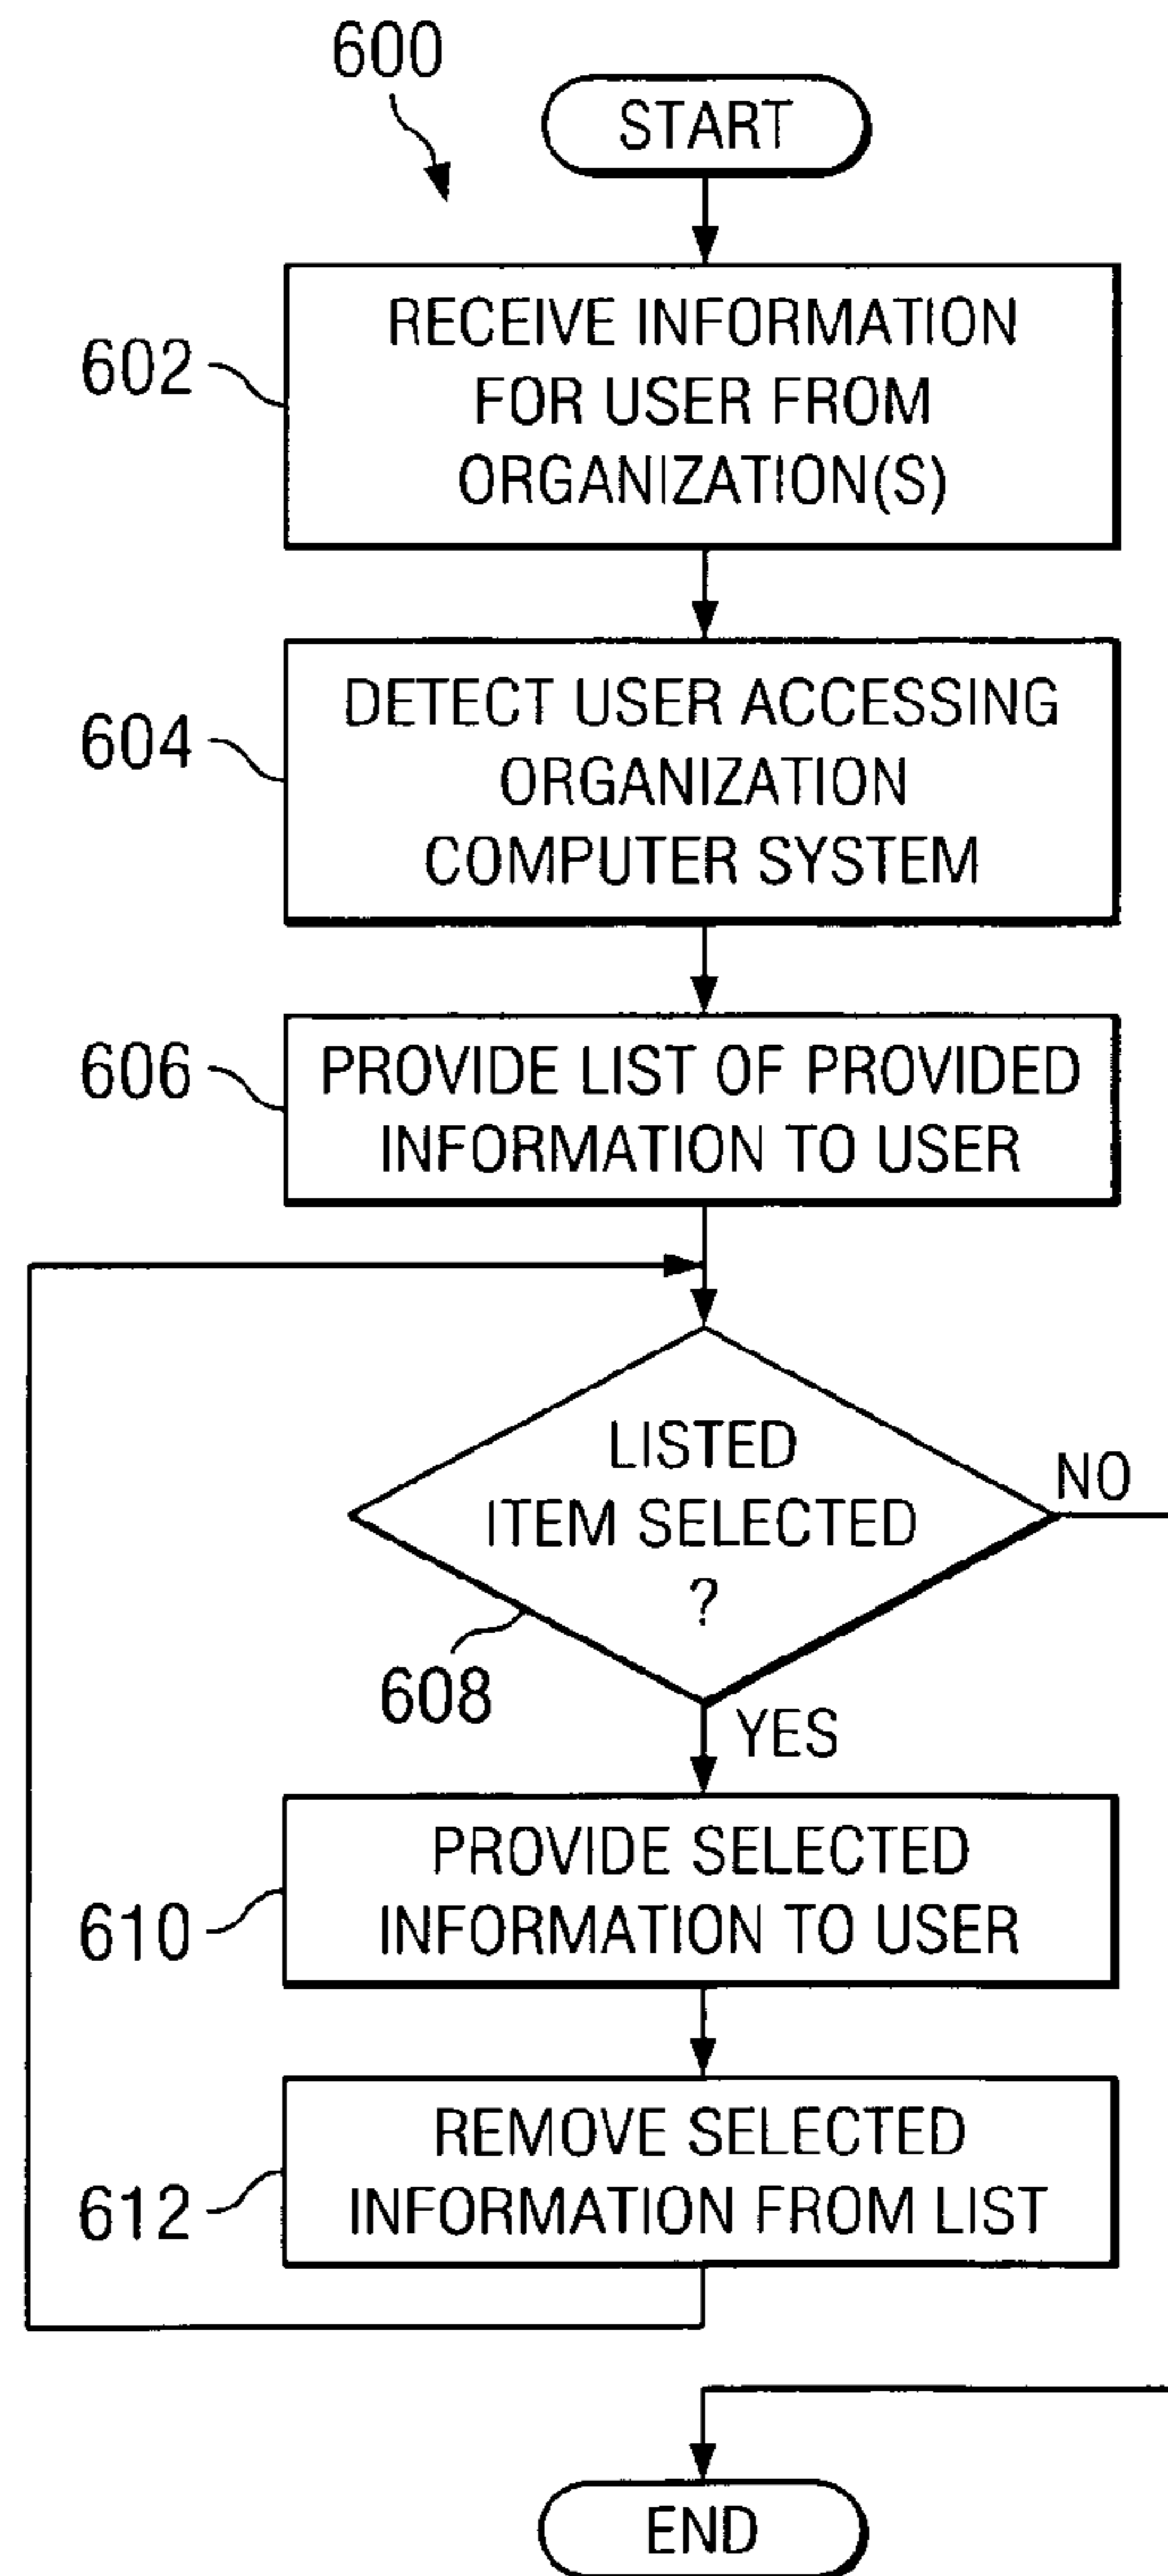 600
START
602
RECEIVE INFORMATION
FOR USER FROM
ORGANIZATION(S)
604
DETECT USER ACCESSING
ORGANIZATION
COMPUTER SYSTEM
606
PROVIDE LIST OF PROVIDED
INFORMATION TO USER
LISTED
ITEM SELECTED
?
NO
608
YES
610
PROVIDE SELECTED
INFORMATION TO USER
612
REMOVE SELECTED
INFORMATION FROM LIST
END